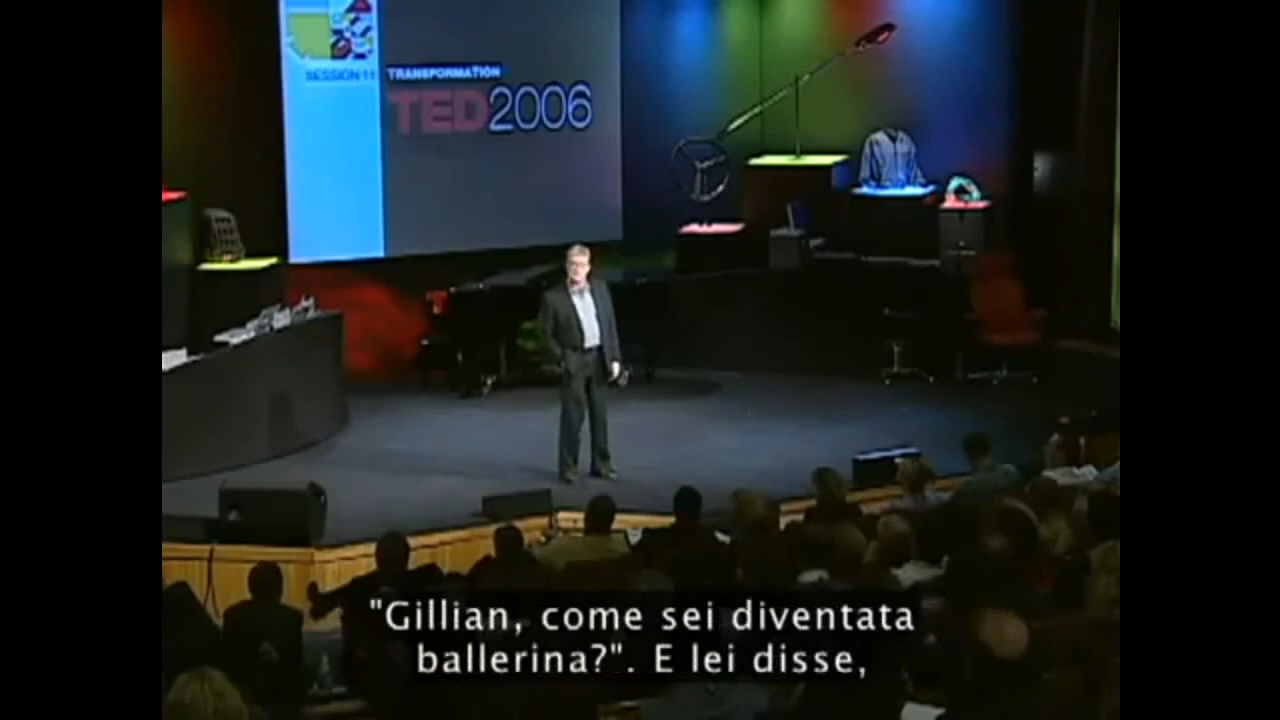 SESSION 11
TRANSFORMATION
TED2006
"Gillian, come sei diventata
ballerina?". E lei disse,